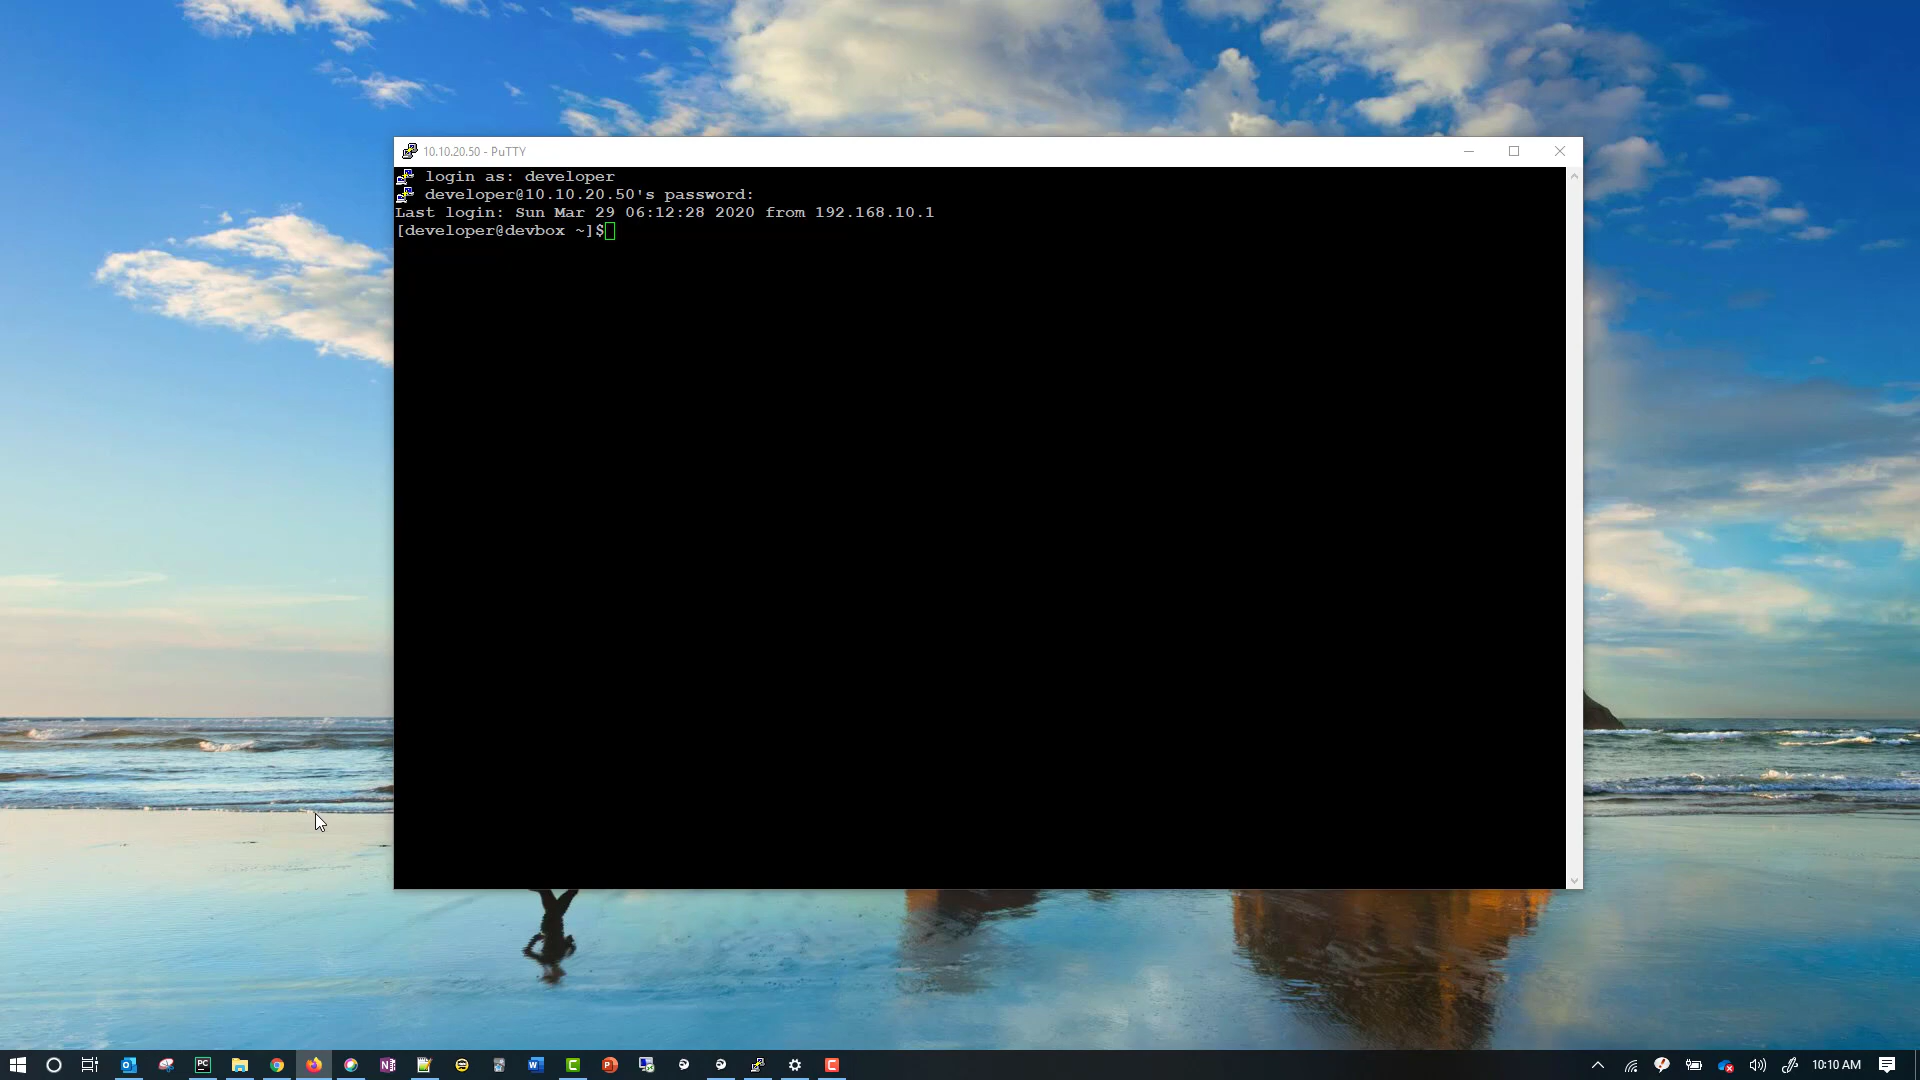 10.10.20.50 - PuTTY
login as: developer
developer@10.10.20.50's password:
Last login: Sun Mar 29 06:12:28 2020 from 192.168.10.1
[developer@devbox ~]$
10:10 AM